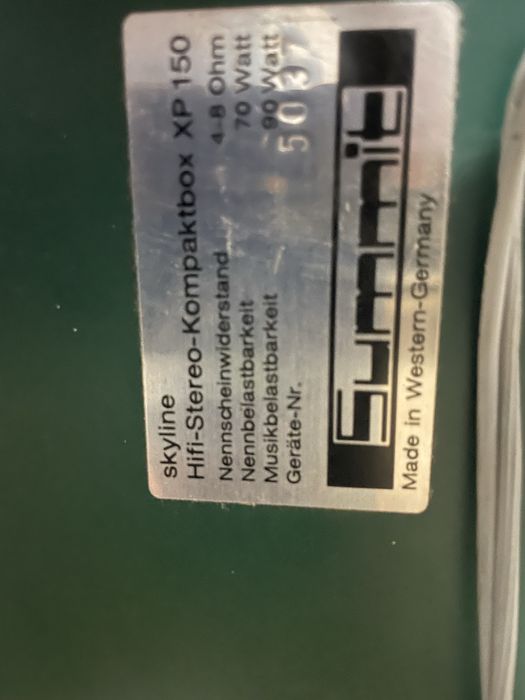 skyline
Hifi-Stereo-Kompaktbox XP 150
Nennscheinwiderstand 4-8 Ohm
Nennbelastbarkeit 70 Watt
Musikbelastbarkeit 90 Watt
Geräte-Nr. 5037
Summit
Made in Western-Germany